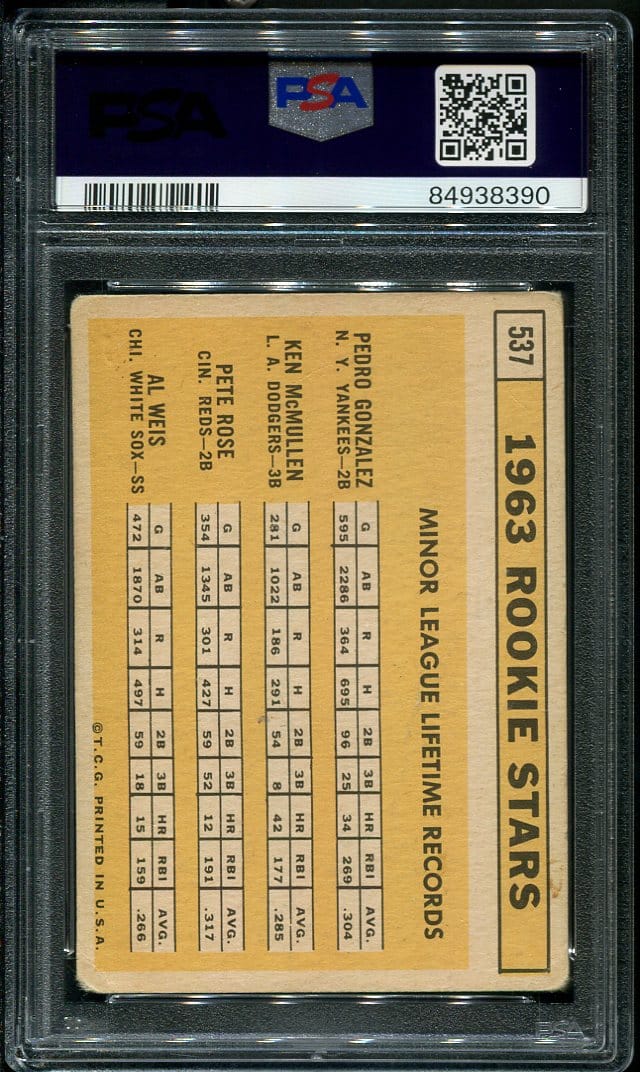 PSA
PSA
84938390
537
1963 ROOKIE STARS
MINOR LEAGUE LIFETIME RECORDS
PEDRO GONZALEZ
N. Y. YANKEES—2B
G AB R H 2B 3B HR RBI AVG.
595 2286 364 695 96 25 34 269 .304
KEN McMULLEN
L. A. DODGERS—3B
G AB R H 2B 3B HR RBI AVG.
281 1022 186 291 54 8 42 177 .285
PETE ROSE
CIN. REDS—2B
G AB R H 2B 3B HR RBI AVG.
354 1345 301 427 59 52 12 191 .317
AL WEIS
CHI. WHITE SOX—SS
G AB R H 2B 3B HR RBI AVG.
472 1870 314 497 59 18 15 159 .266
© T.C.G. PRINTED IN U.S.A.
PSA